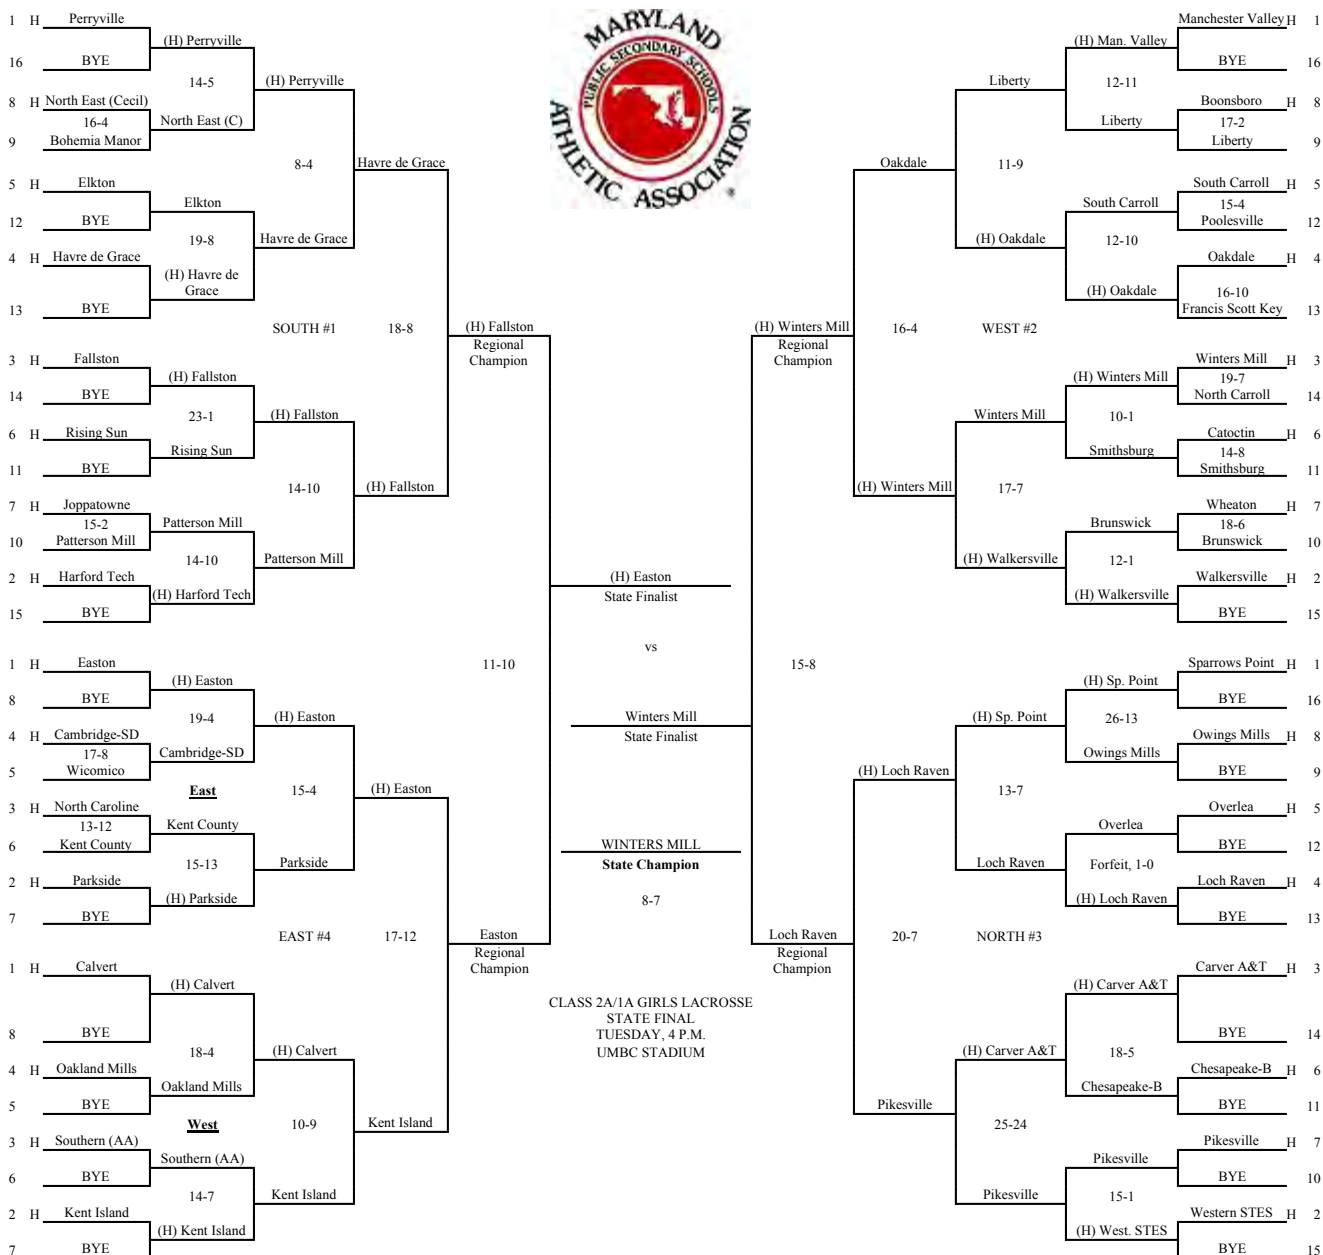 MARYLAND
PUBLIC SECONDARY SCHOOLS
ATHLETIC ASSOCIATION
®
1 H Perryville
(H) Perryville
16 BYE
14-5
(H) Perryville
8 H North East (Cecil)
16-4
North East (C)
9 Bohemia Manor
8-4
Havre de Grace
5 H Elkton
Elkton
12 BYE
19-8
Havre de Grace
4 H Havre de Grace
(H) Havre de
Grace
13 BYE
SOUTH #1
18-8
(H) Fallston
Regional
Champion
3 H Fallston
(H) Fallston
14 BYE
23-1
(H) Fallston
6 H Rising Sun
Rising Sun
11 BYE
14-10
(H) Fallston
7 H Joppatowne
15-2
Patterson Mill
10 Patterson Mill
14-10
Patterson Mill
2 H Harford Tech
(H) Harford Tech
15 BYE
1 H Easton
(H) Easton
8 BYE
19-4
(H) Easton
4 H Cambridge-SD
17-8
Cambridge-SD
5 Wicomico
East
15-4
(H) Easton
3 H North Caroline
13-12
Kent County
6 Kent County
15-13
Parkside
2 H Parkside
(H) Parkside
7 BYE
EAST #4
17-12
Easton
Regional
Champion
1 H Calvert
(H) Calvert
8 BYE
18-4
(H) Calvert
4 H Oakland Mills
Oakland Mills
5 BYE
West
10-9
Kent Island
3 H Southern (AA)
Southern (AA)
6 BYE
14-7
Kent Island
2 H Kent Island
(H) Kent Island
7 BYE
11-10
(H) Easton
State Finalist
vs
Winters Mill
State Finalist
15-8
WINTERS MILL
State Champion
8-7
CLASS 2A/1A GIRLS LACROSSE
STATE FINAL
TUESDAY, 4 P.M.
UMBC STADIUM
Manchester Valley H 1
(H) Man. Valley
BYE 16
Liberty
12-11
Boonsboro H 8
17-2
Liberty
Liberty 9
Oakdale
11-9
South Carroll H 5
15-4
South Carroll
Poolesville 12
(H) Oakdale
12-10
Oakdale H 4
(H) Oakdale
16-10
Francis Scott Key 13
(H) Winters Mill
Regional
Champion
16-4
WEST #2
Winters Mill H 3
(H) Winters Mill
19-7
North Carroll 14
Winters Mill
10-1
Catoctin H 6
14-8
Smithsburg
Smithsburg 11
(H) Winters Mill
17-7
Wheaton H 7
18-6
Brunswick
Brunswick 10
(H) Walkersville
12-1
Walkersville H 2
(H) Walkersville
BYE 15
Sparrows Point H 1
(H) Sp. Point
BYE 16
(H) Sp. Point
26-13
Owings Mills H 8
Owings Mills
BYE 9
(H) Loch Raven
13-7
Overlea H 5
Overlea
BYE 12
Loch Raven
Forfeit, 1-0
Loch Raven H 4
(H) Loch Raven
BYE 13
Loch Raven
Regional
Champion
20-7
NORTH #3
Carver A&T H 3
(H) Carver A&T
BYE 14
(H) Carver A&T
18-5
Chesapeake-B H 6
Chesapeake-B
BYE 11
Pikesville
25-24
Pikesville H 7
Pikesville
BYE 10
Pikesville
15-1
Western STES H 2
(H) West. STES
BYE 15